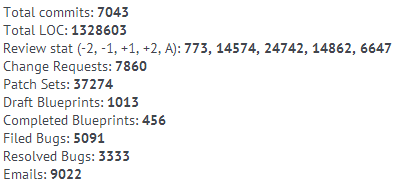 Total commits: 7043
Total LOC: 1328603
Review stat (-2, -1, +1, +2, A): 773, 14574, 24742, 14862, 6647
Change Requests: 7860
Patch Sets: 37274
Draft Blueprints: 1013
Completed Blueprints: 456
Filed Bugs: 5091
Resolved Bugs: 3333
Emails: 9022